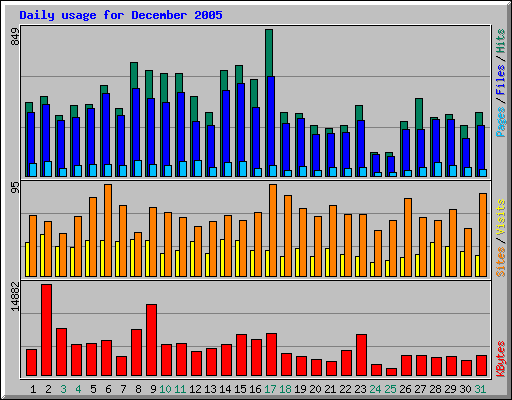 Daily usage for December 2005
849
Pages/Files/Hits
95
Sites/Visits
14882
KBytes
1 2 3 4 5 6 7 8 9 10 11 12 13 14 15 16 17 18 19 20 21 22 23 24 25 26 27 28 29 30 31